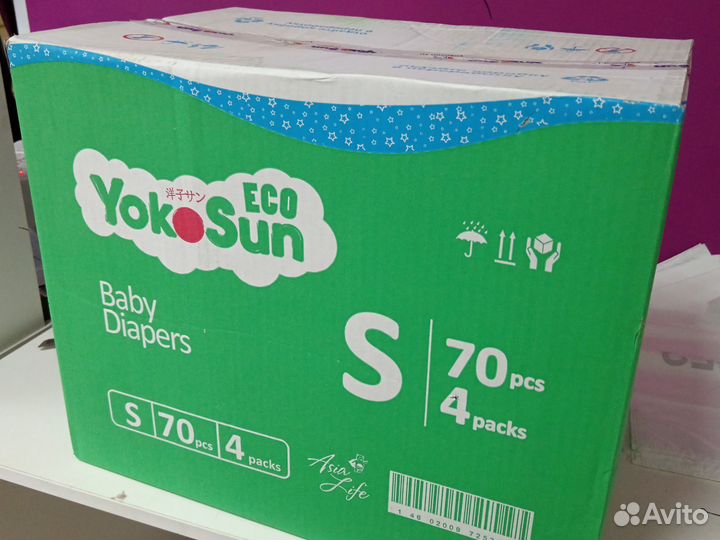 洋子サン
ECO
YokoSun
Baby
Diapers
S
70 pcs
4 packs
S 70 pcs 4 packs
Asia
Life
Avito